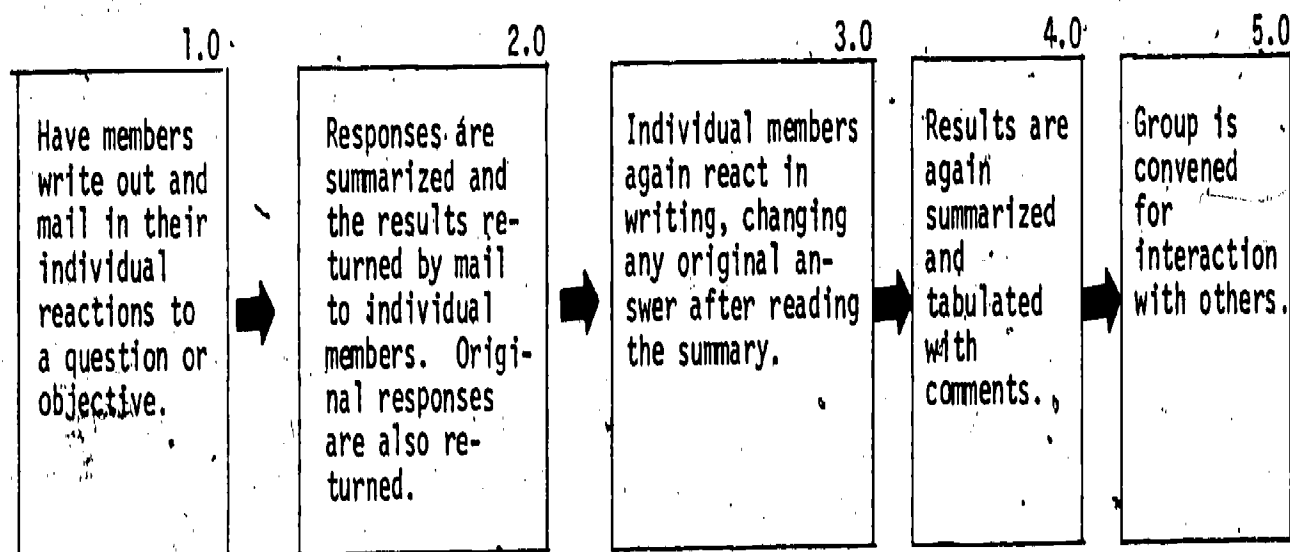 1.0
Have members
write out and
mail in their
individual
reactions to
a question or
objective.
2.0
Responses are
summarized and
the results re-
turned by mail
to individual
members. Origi-
nal responses
are also re-
turned.
3.0
Individual members
again react in
writing, changing
any original an-
swer after reading
the summary.
4.0
Results are
again
summarized
and
tabulated
with
comments.
5.0
Group is
convened
for
interaction
with others.